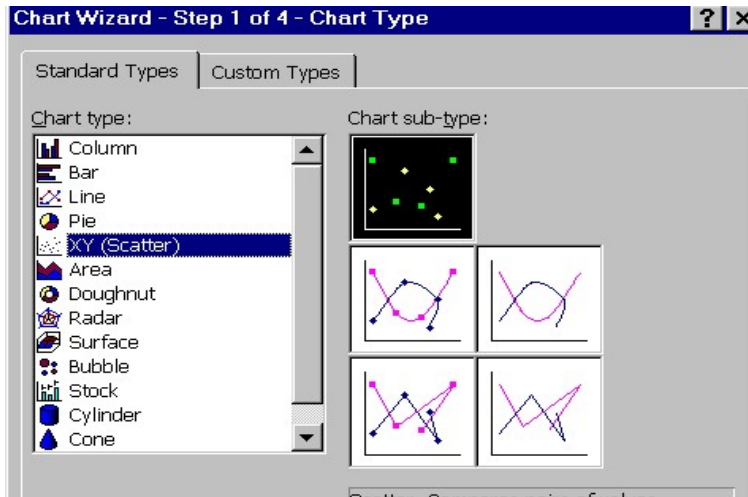 Chart Wizard - Step 1 of 4 - Chart Type
Standard Types
Custom Types
Chart type:
Chart sub-type:
Column
Bar
Line
Pie
XY (Scatter)
Area
Doughnut
Radar
Surface
Bubble
Stock
Cylinder
Cone